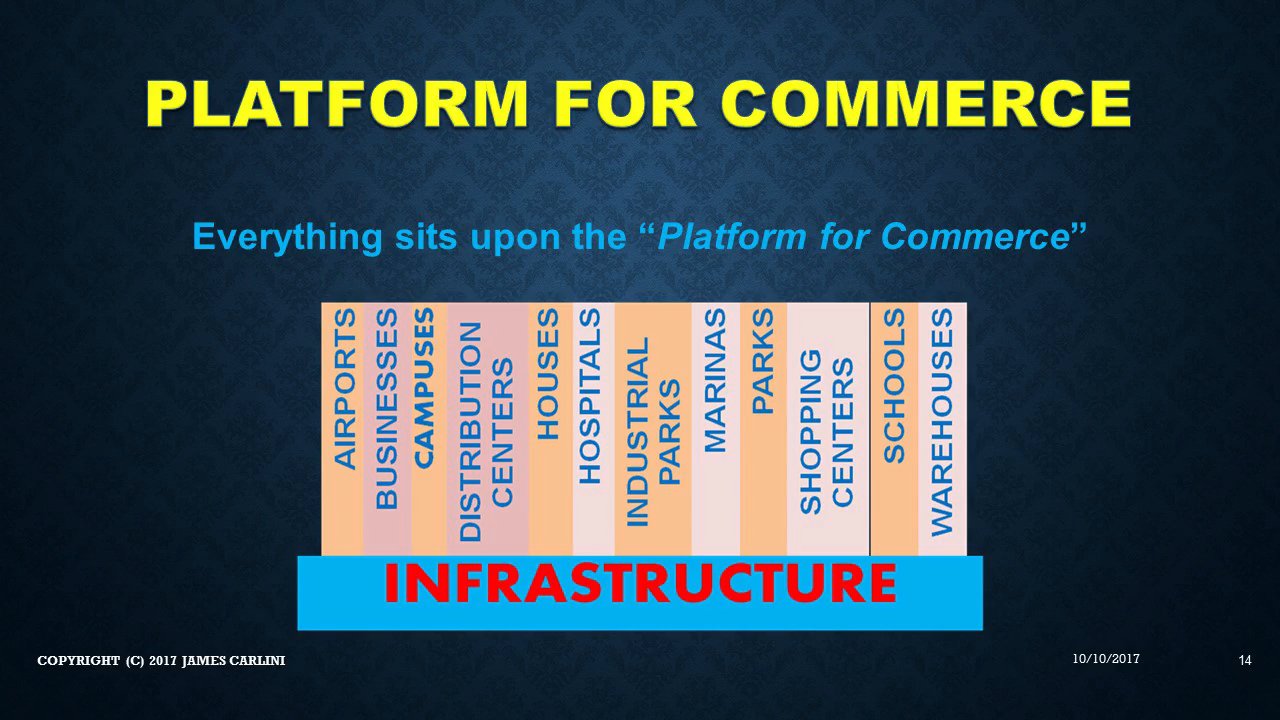 PLATFORM FOR COMMERCE
Everything sits upon the “Platform for Commerce”
AIRPORTS
BUSINESSES
CAMPUSES
DISTRIBUTION
CENTERS
HOUSES
HOSPITALS
INDUSTRIAL
PARKS
MARINAS
PARKS
SHOPPING
CENTERS
SCHOOLS
WAREHOUSES
INFRASTRUCTURE
COPYRIGHT (C) 2017 JAMES CARLINI
10/10/2017
14